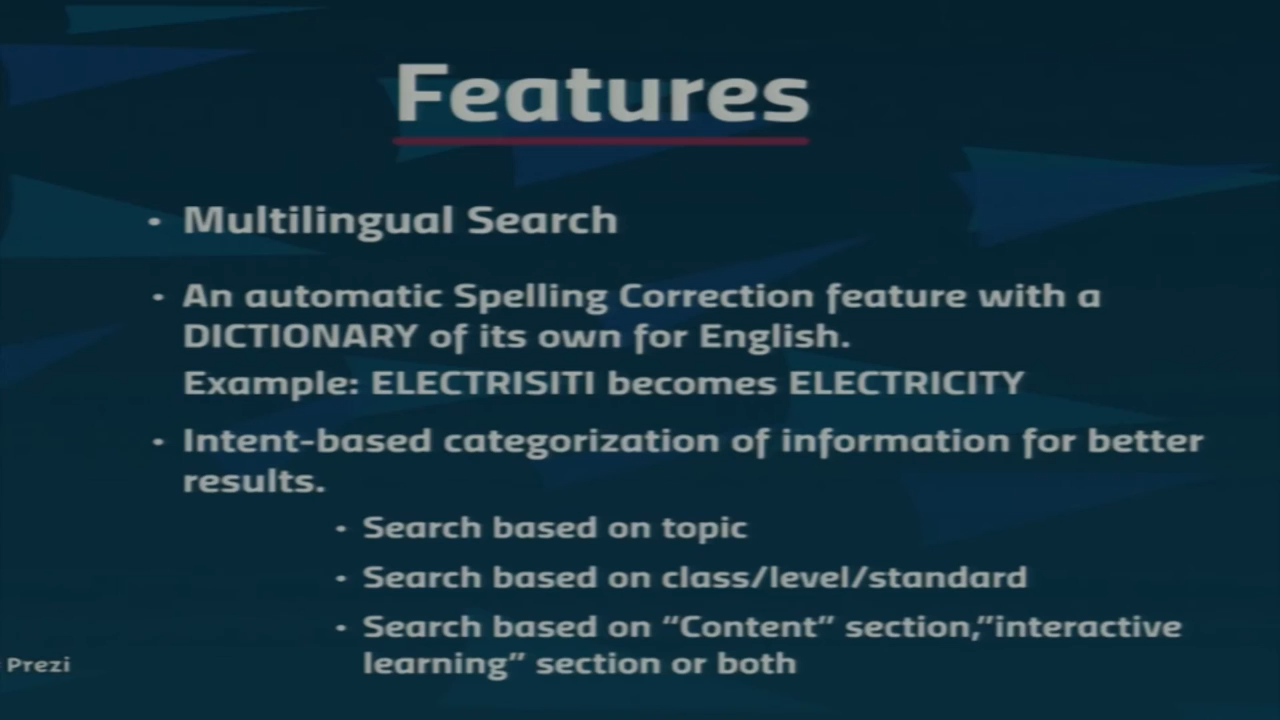 Features
• Multilingual Search
• An automatic Spelling Correction feature with a
DICTIONARY of its own for English.
Example: ELECTRISITI becomes ELECTRICITY
• Intent-based categorization of information for better
results.
• Search based on topic
• Search based on class/level/standard
• Search based on “Content” section,”interactive
learning” section or both
Prezi